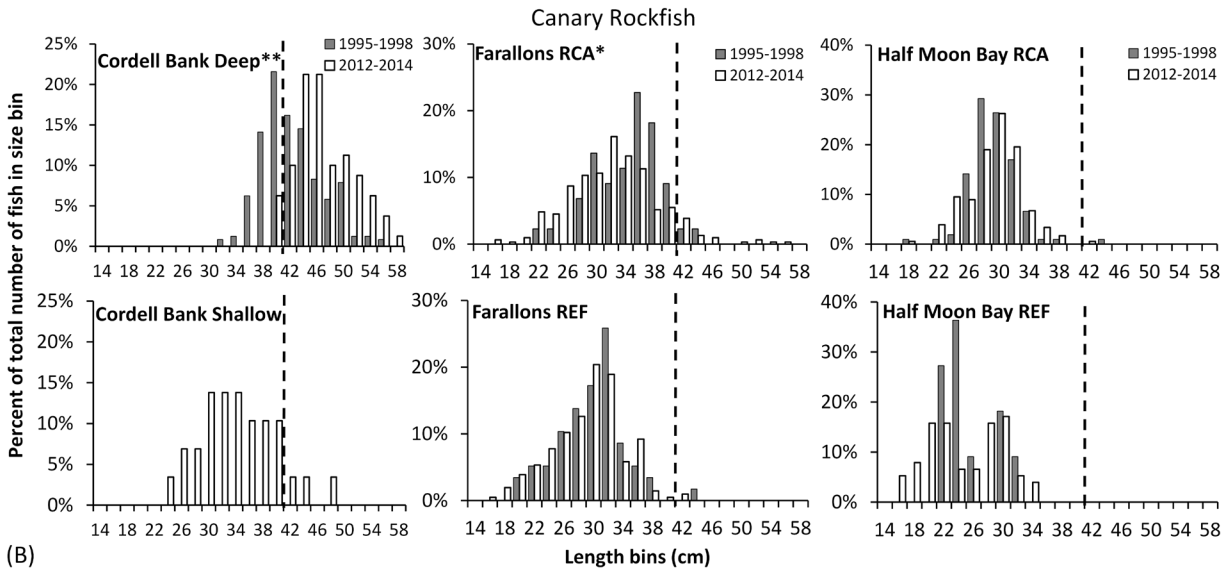 Canary Rockfish
Percent of total number of fish in size bin
Cordell Bank Deep**
1995-1998
2012-2014
25%
20%
15%
10%
5%
0%
14 18 22 26 30 34 38 42 46 50 54 58
Farallons RCA*
1995-1998
2012-2014
30%
20%
10%
0%
14 18 22 26 30 34 38 42 46 50 54 58
Half Moon Bay RCA
1995-1998
2012-2014
40%
30%
20%
10%
0%
14 18 22 26 30 34 38 42 46 50 54 58
Cordell Bank Shallow
25%
20%
15%
10%
5%
0%
14 18 22 26 30 34 38 42 46 50 54 58
Farallons REF
30%
20%
10%
0%
14 18 22 26 30 34 38 42 46 50 54 58
Half Moon Bay REF
40%
30%
20%
10%
0%
14 18 22 26 30 34 38 42 46 50 54 58
(B)
Length bins (cm)